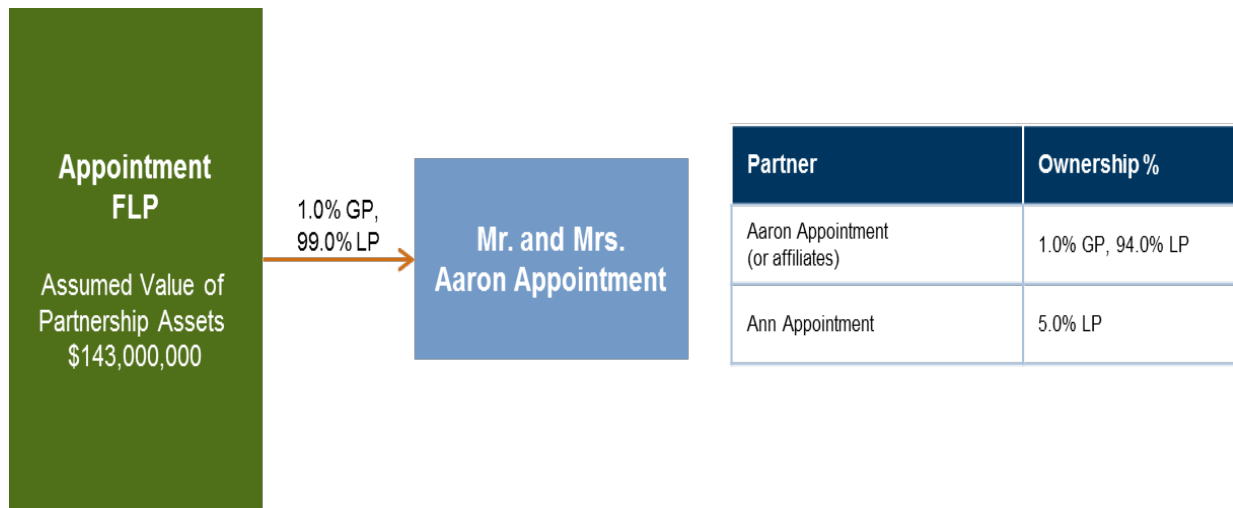 Appointment
FLP
Assumed Value of
Partnership Assets
$143,000,000
1.0% GP,
99.0% LP
Mr. and Mrs.
Aaron Appointment
Partner Ownership %
Aaron Appointment
(or affiliates) 1.0% GP, 94.0% LP
Ann Appointment 5.0% LP